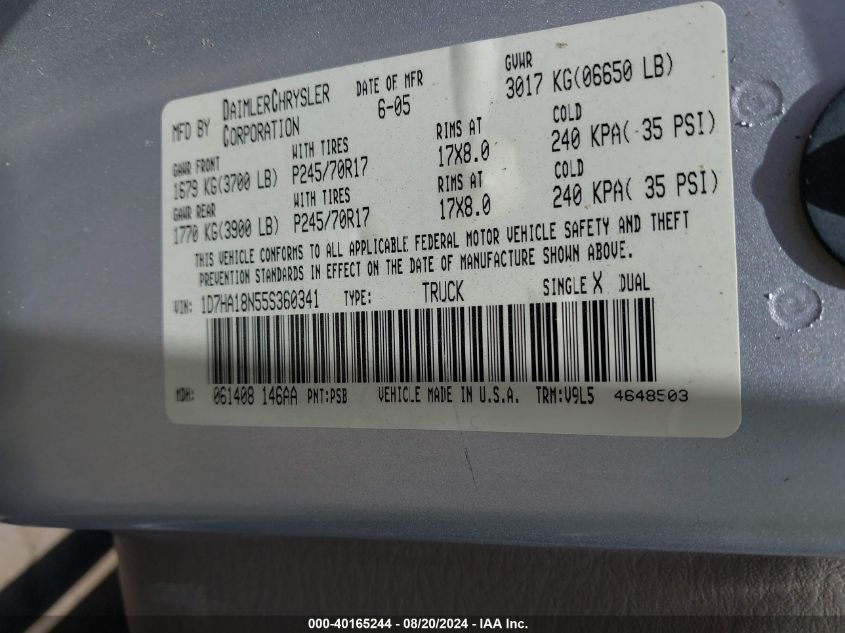 MFD BY DAIMLERCHRYSLER CORPORATION DATE OF MFR 6-05 GVWR 3017 KG(06650 LB)
GAWR FRONT WITH TIRES RIMS AT COLD
1679 KG(3700 LB) P245/70R17 17X8.0 240 KPA( 35 PSI)
GAWR REAR WITH TIRES RIMS AT COLD
1770 KG(3900 LB) P245/70R17 17X8.0 240 KPA( 35 PSI)
THIS VEHICLE CONFORMS TO ALL APPLICABLE FEDERAL MOTOR VEHICLE SAFETY AND THEFT
PREVENTION STANDARDS IN EFFECT ON THE DATE OF MANUFACTURE SHOWN ABOVE.
VIN: 1D7HA18N55S360341 TYPE: TRUCK SINGLE X DUAL
MDH: 061408 146AA PNT:PSB VEHICLE MADE IN U.S.A. TRM:V9L5 4648503
000-40165244 - 08/20/2024 - IAA Inc.